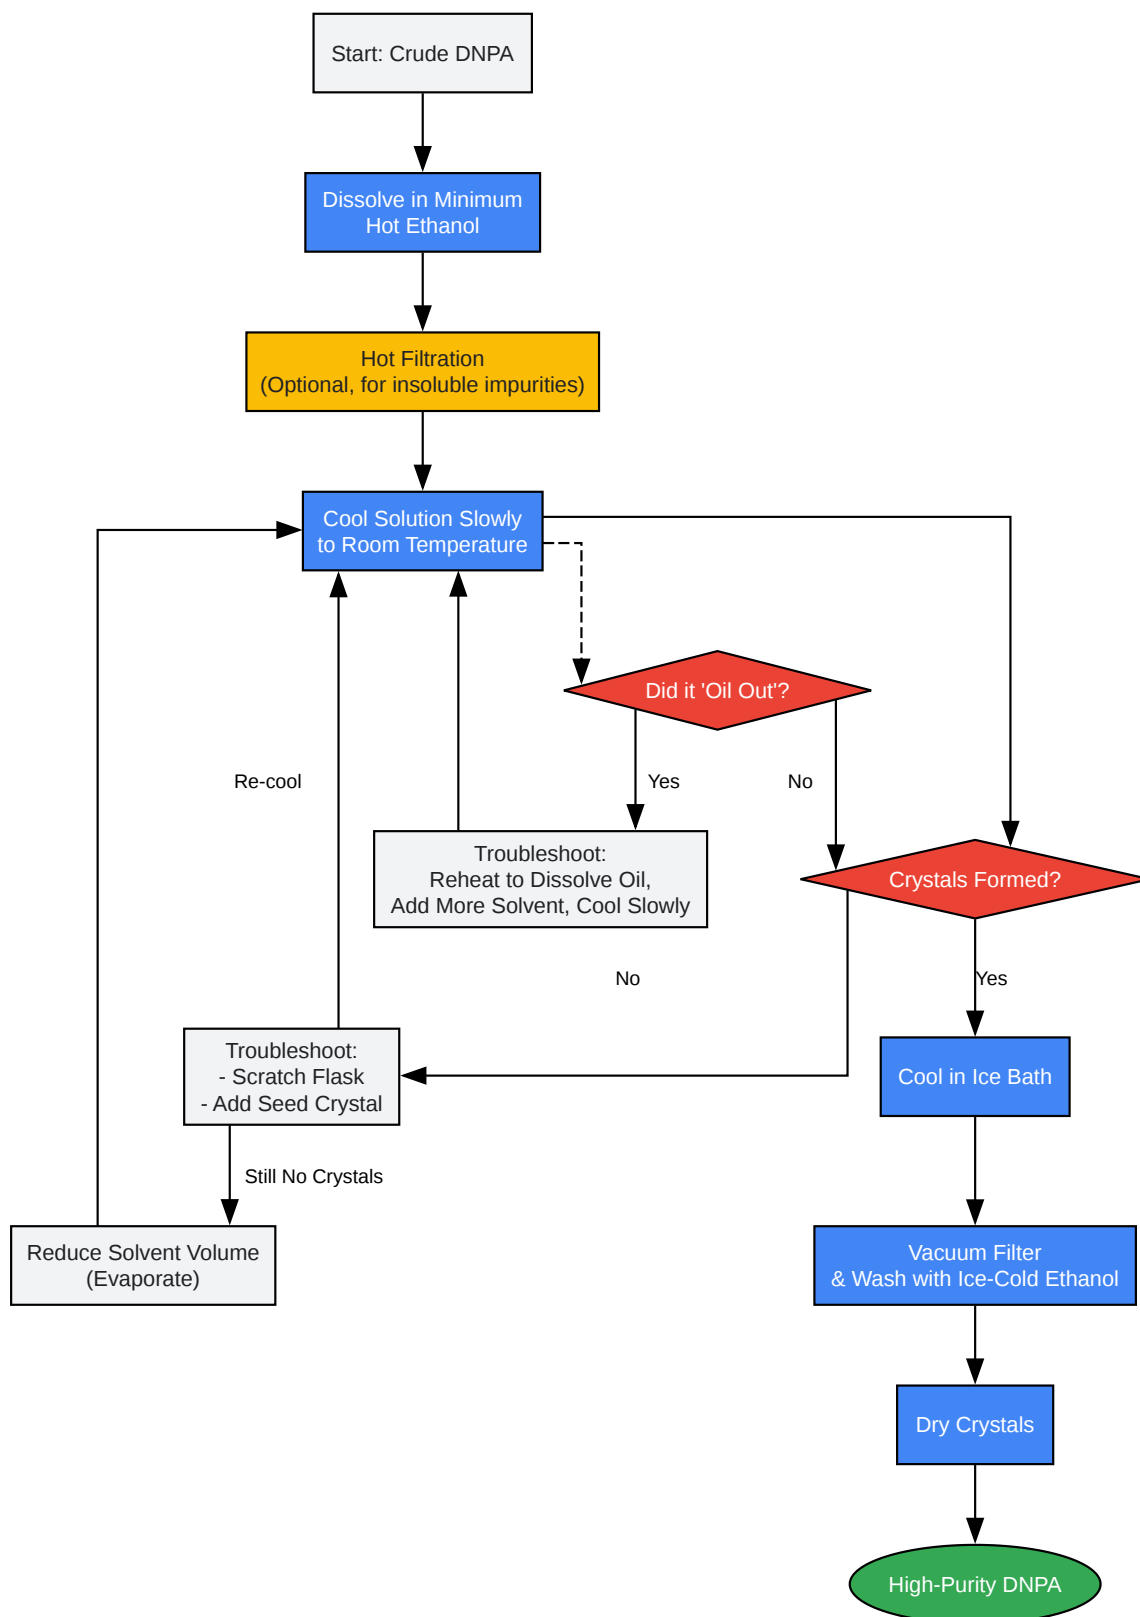 Start: Crude DNPA
Dissolve in Minimum
Hot Ethanol
Hot Filtration
(Optional, for insoluble impurities)
Cool Solution Slowly
to Room Temperature
Did it 'Oil Out'?
Re-cool
Yes
No
Troubleshoot:
Reheat to Dissolve Oil,
Add More Solvent, Cool Slowly
Crystals Formed?
No
Yes
Troubleshoot:
- Scratch Flask
- Add Seed Crystal
Cool in Ice Bath
Still No Crystals
Reduce Solvent Volume
(Evaporate)
Vacuum Filter
& Wash with Ice-Cold Ethanol
Dry Crystals
High-Purity DNPA